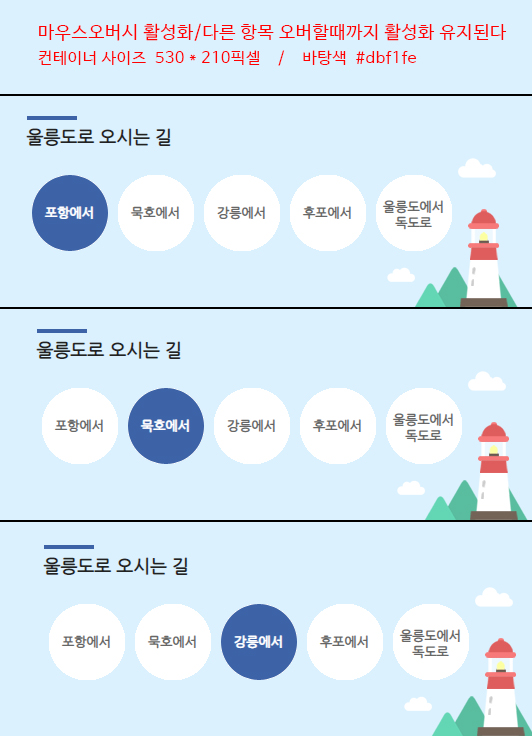 마우스오버시 활성화/다른 항목 오버할때까지 활성화 유지된다
컨테이너 사이즈 530 * 210픽셀 / 바탕색 #dbf1fe
울릉도로 오시는 길
포항에서 묵호에서 강릉에서 후포에서 울릉도에서
독도로
울릉도로 오시는 길
포항에서 묵호에서 강릉에서 후포에서 울릉도에서
독도로
울릉도로 오시는 길
포항에서 묵호에서 강릉에서 후포에서 울릉도에서
독도로